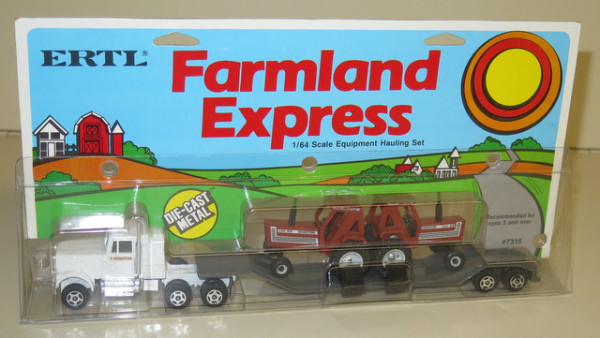 ERTL
Farmland
Express
1/64 Scale Equipment Hauling Set
DIE-CAST
METAL
Recommended for
ages 3 and over
#7318